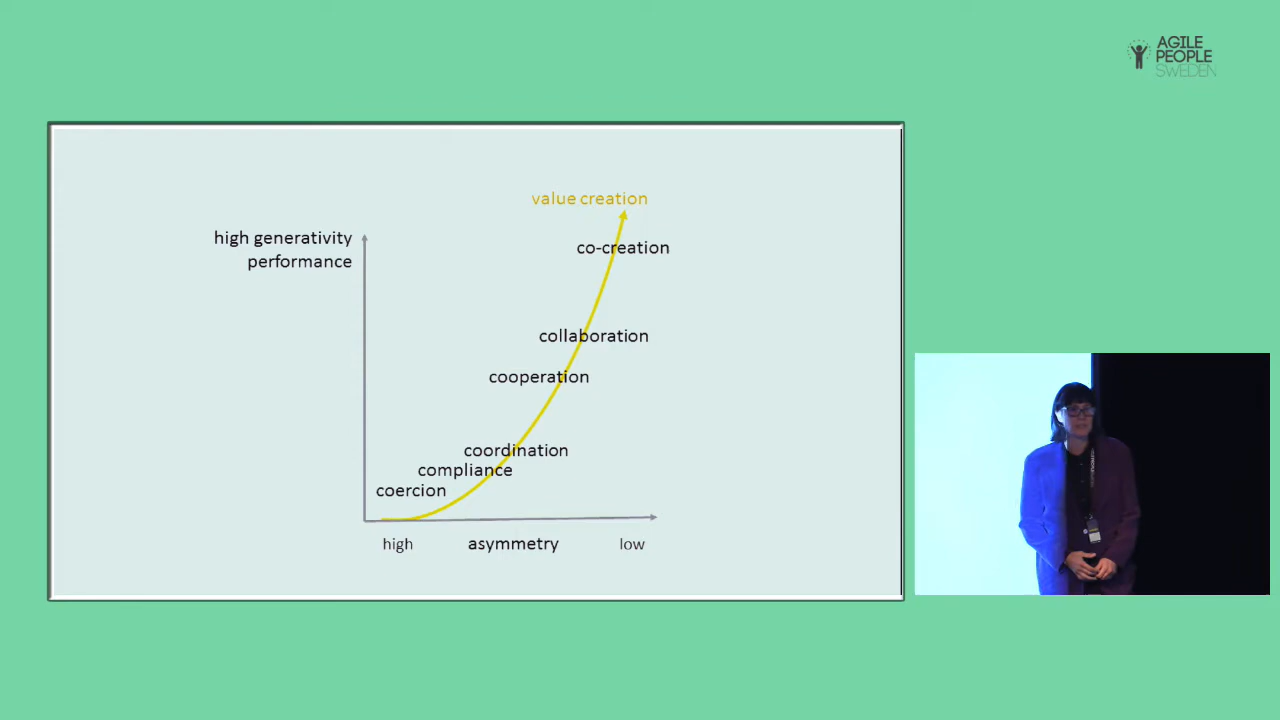 AGILE
PEOPLE
SWEDEN
value creation
high generativity
performance
co-creation
collaboration
cooperation
coordination
compliance
coercion
high
asymmetry
low